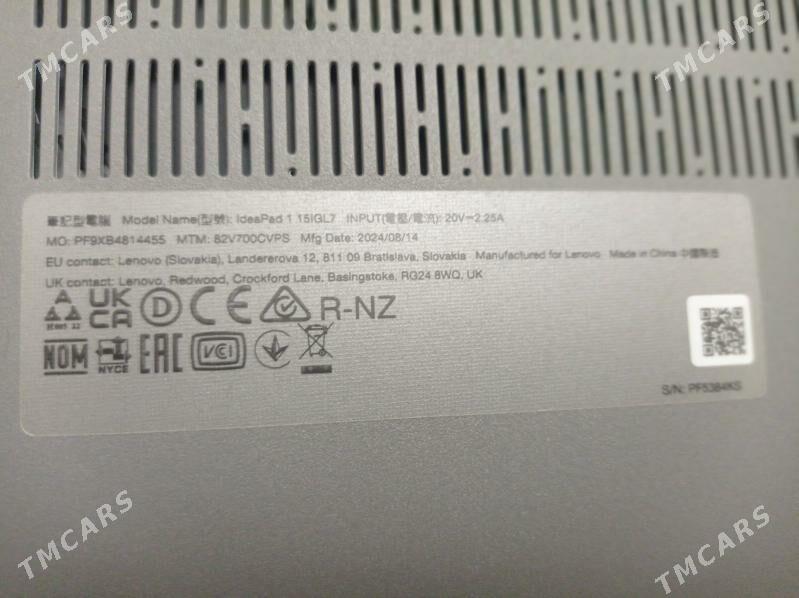 TMCARS
TMCARS
筆記型電腦 Model Name(型號): IdeaPad 1 15IGL7 INPUT(電壓/電流): 20V⎓2.25A
MO: PF9XB4814455 MTM: 82V700CVPS Mfg Date: 2024/08/14
EU contact: Lenovo (Slovakia), Landererova 12, 811 09 Bratislava, Slovakia Manufactured for Lenovo Made in China 中國製造
UK contact: Lenovo, Redwood, Crockford Lane, Basingstoke, RG24 8WQ, UK
UK CA D CE R-NZ
NOM NYCE EAC VCCI
S/N: PF5384KS
TMCARS
TMCARS